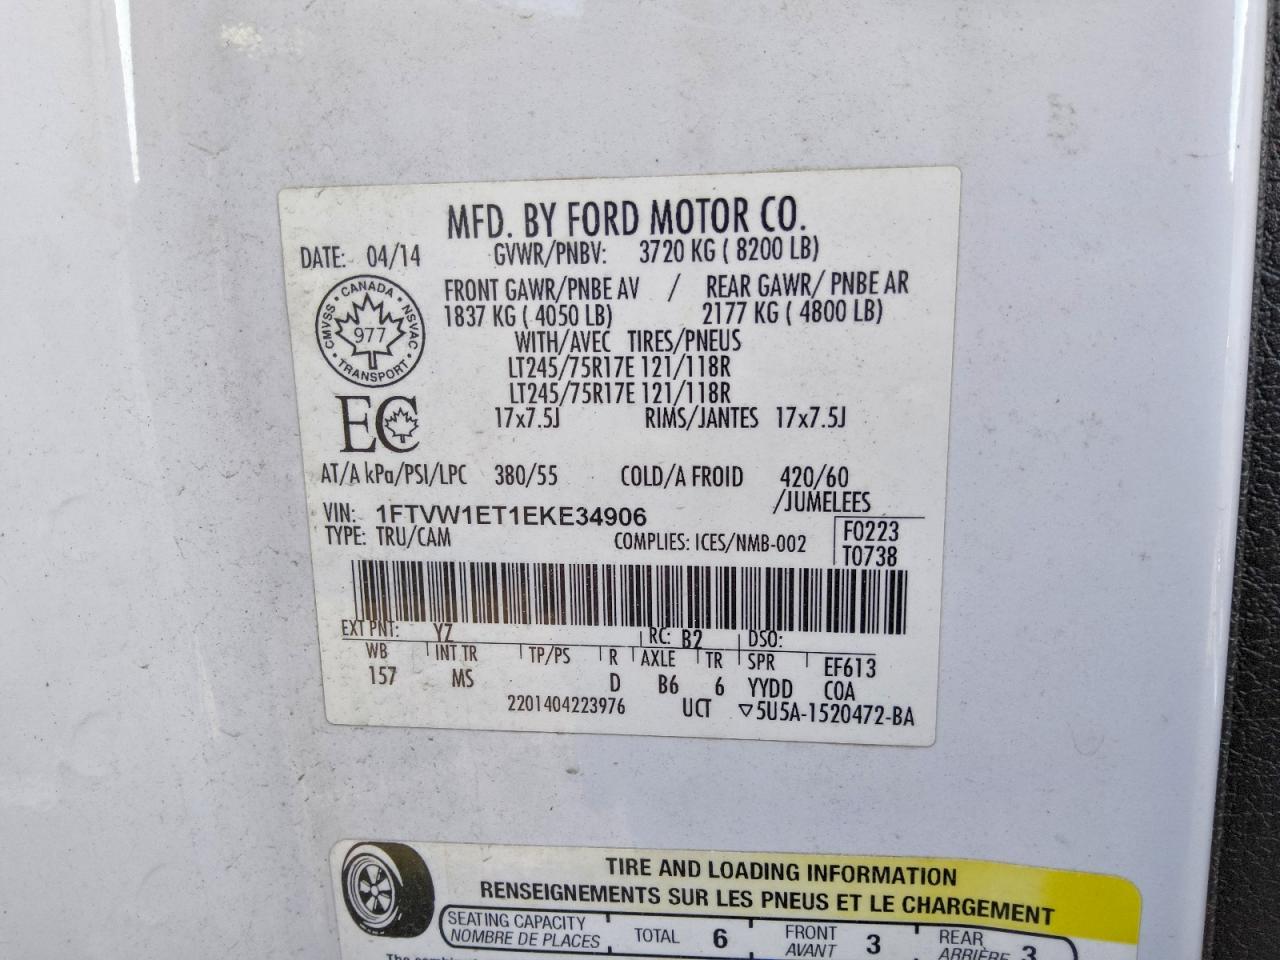 MFD. BY FORD MOTOR CO.
DATE: 04/14 GVWR/PNBV: 3720 KG ( 8200 LB)
FRONT GAWR/PNBE AV / REAR GAWR/ PNBE AR
1837 KG ( 4050 LB) 2177 KG ( 4800 LB)
CANADA • NSVAC • TRANSPORT • CMVSS •
977
WITH/AVEC TIRES/PNEUS
LT245/75R17E 121/118R
LT245/75R17E 121/118R
EC
17x7.5J RIMS/JANTES 17x7.5J
AT/A kPa/PSI/LPC 380/55 COLD/A FROID 420/60
/JUMELEES
VIN: 1FTVW1ET1EKE34906
TYPE: TRU/CAM COMPLIES: ICES/NMB-002
F0223
T0738
EXT PNT: YZ RC: B2 DSO:
WB INT TR TP/PS R AXLE TR SPR EF613
157 MS D B6 6 YYDD COA
2201404223976 UCT ▽5U5A-1520472-BA
TIRE AND LOADING INFORMATION
RENSEIGNEMENTS SUR LES PNEUS ET LE CHARGEMENT
SEATING CAPACITY
NOMBRE DE PLACES
TOTAL 6
FRONT
AVANT
3
REAR
ARRIÈRE
3